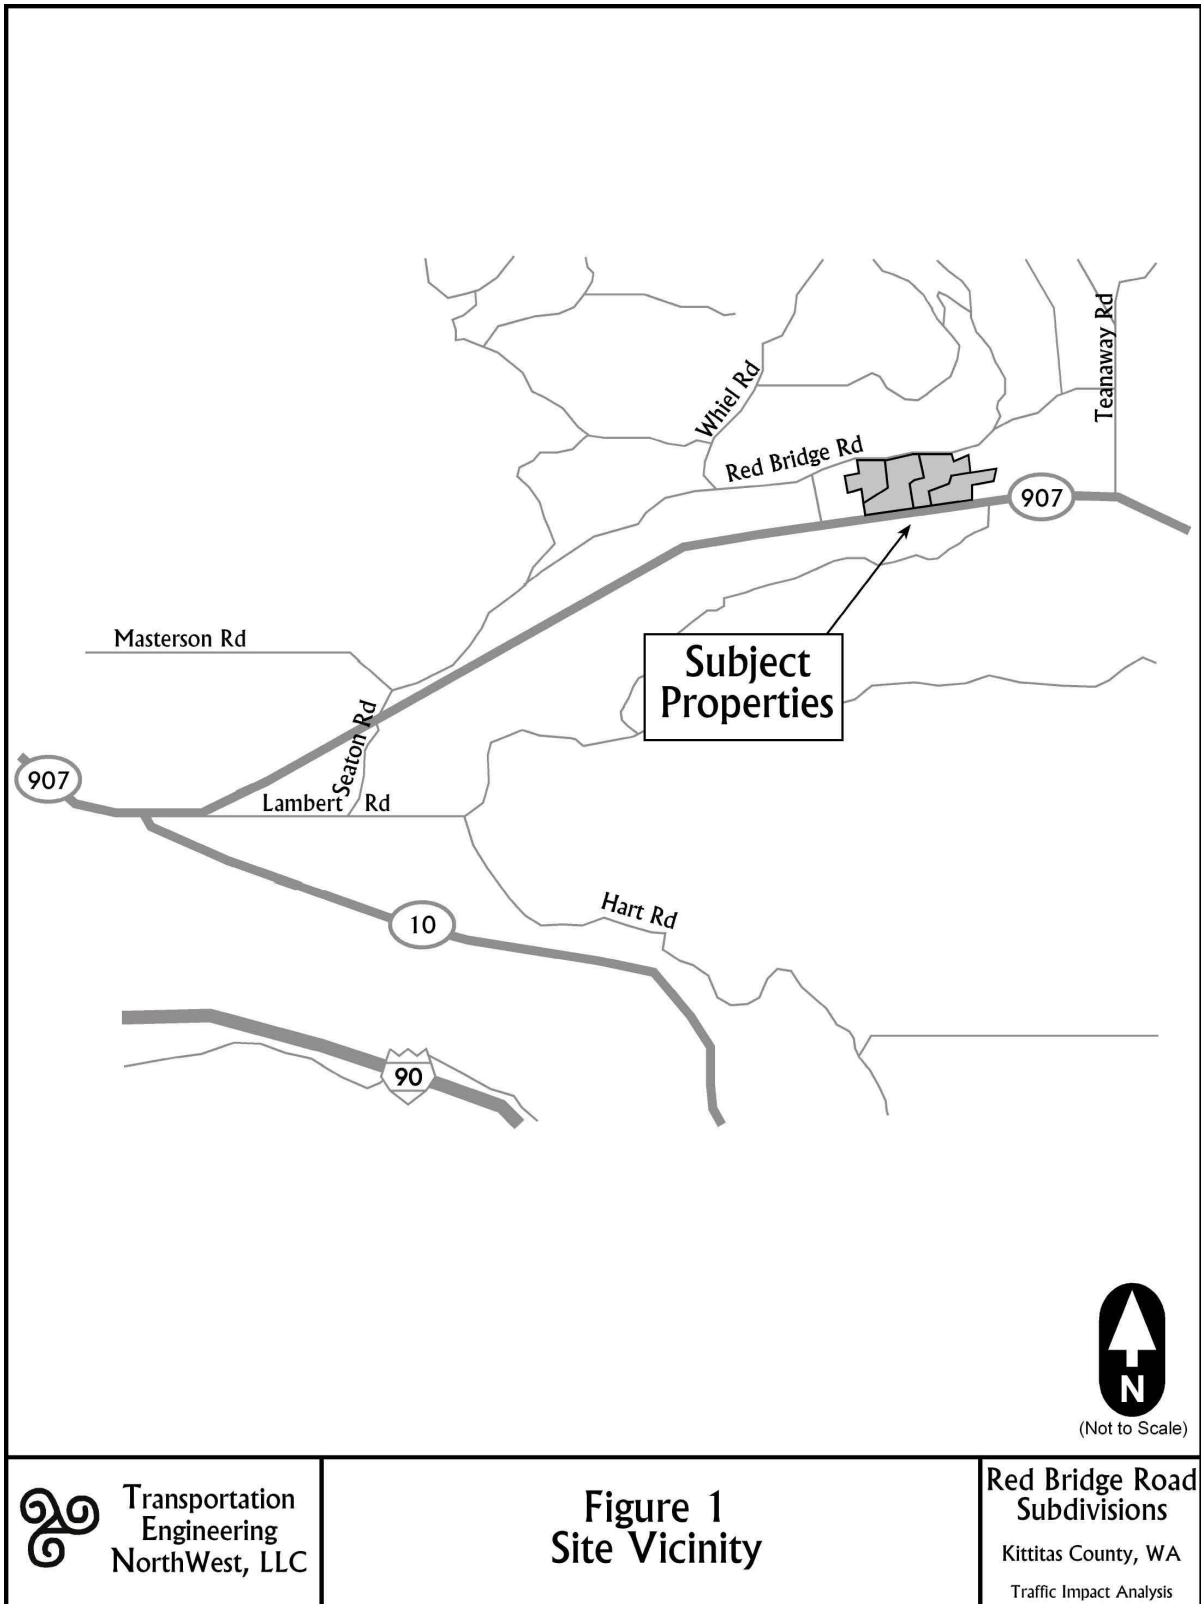 Teanaway Rd
Whiel Rd
Red Bridge Rd
907
Masterson Rd
Subject
Properties
Seaton Rd
907
Lambert Rd
Hart Rd
10
90
N
(Not to Scale)
Transportation
Engineering
NorthWest, LLC
Figure 1
Site Vicinity
Red Bridge Road
Subdivisions
Kittitas County, WA
Traffic Impact Analysis